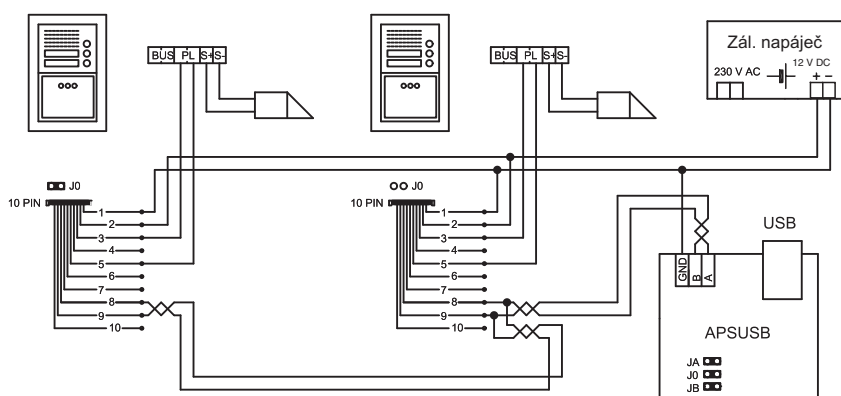 BUS PL S+ S-
BUS PL S+ S-
Zál. napáječ
230 V AC
12 V DC
+ -
J0
10 PIN
1
2
3
4
5
6
7
8
9
10
J0
10 PIN
1
2
3
4
5
6
7
8
9
10
USB
GND
B
A
APSUSB
JA
J0
JB